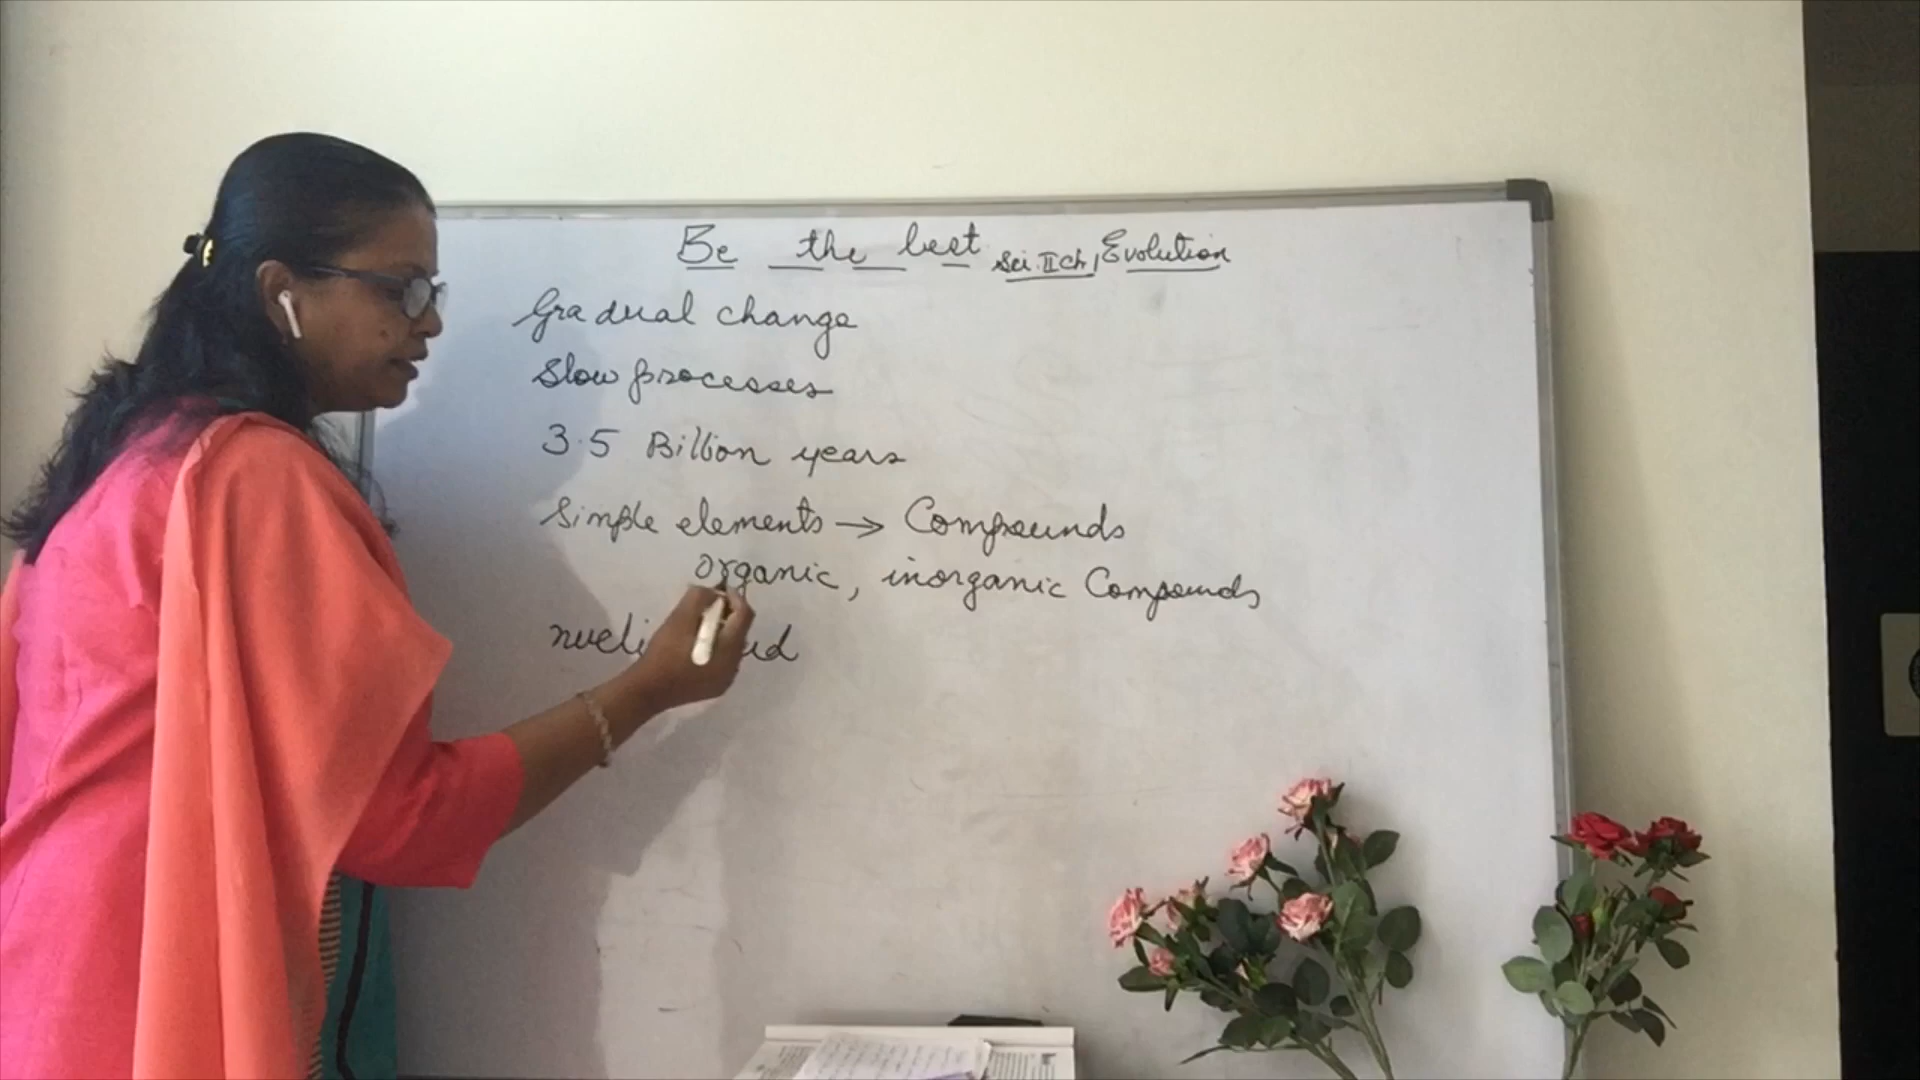 Be the best Sci. II Ch 1 Evolution
Gradual change
Slow processes
3.5 Billion years
Simple elements → Compounds
organic, inorganic Compounds